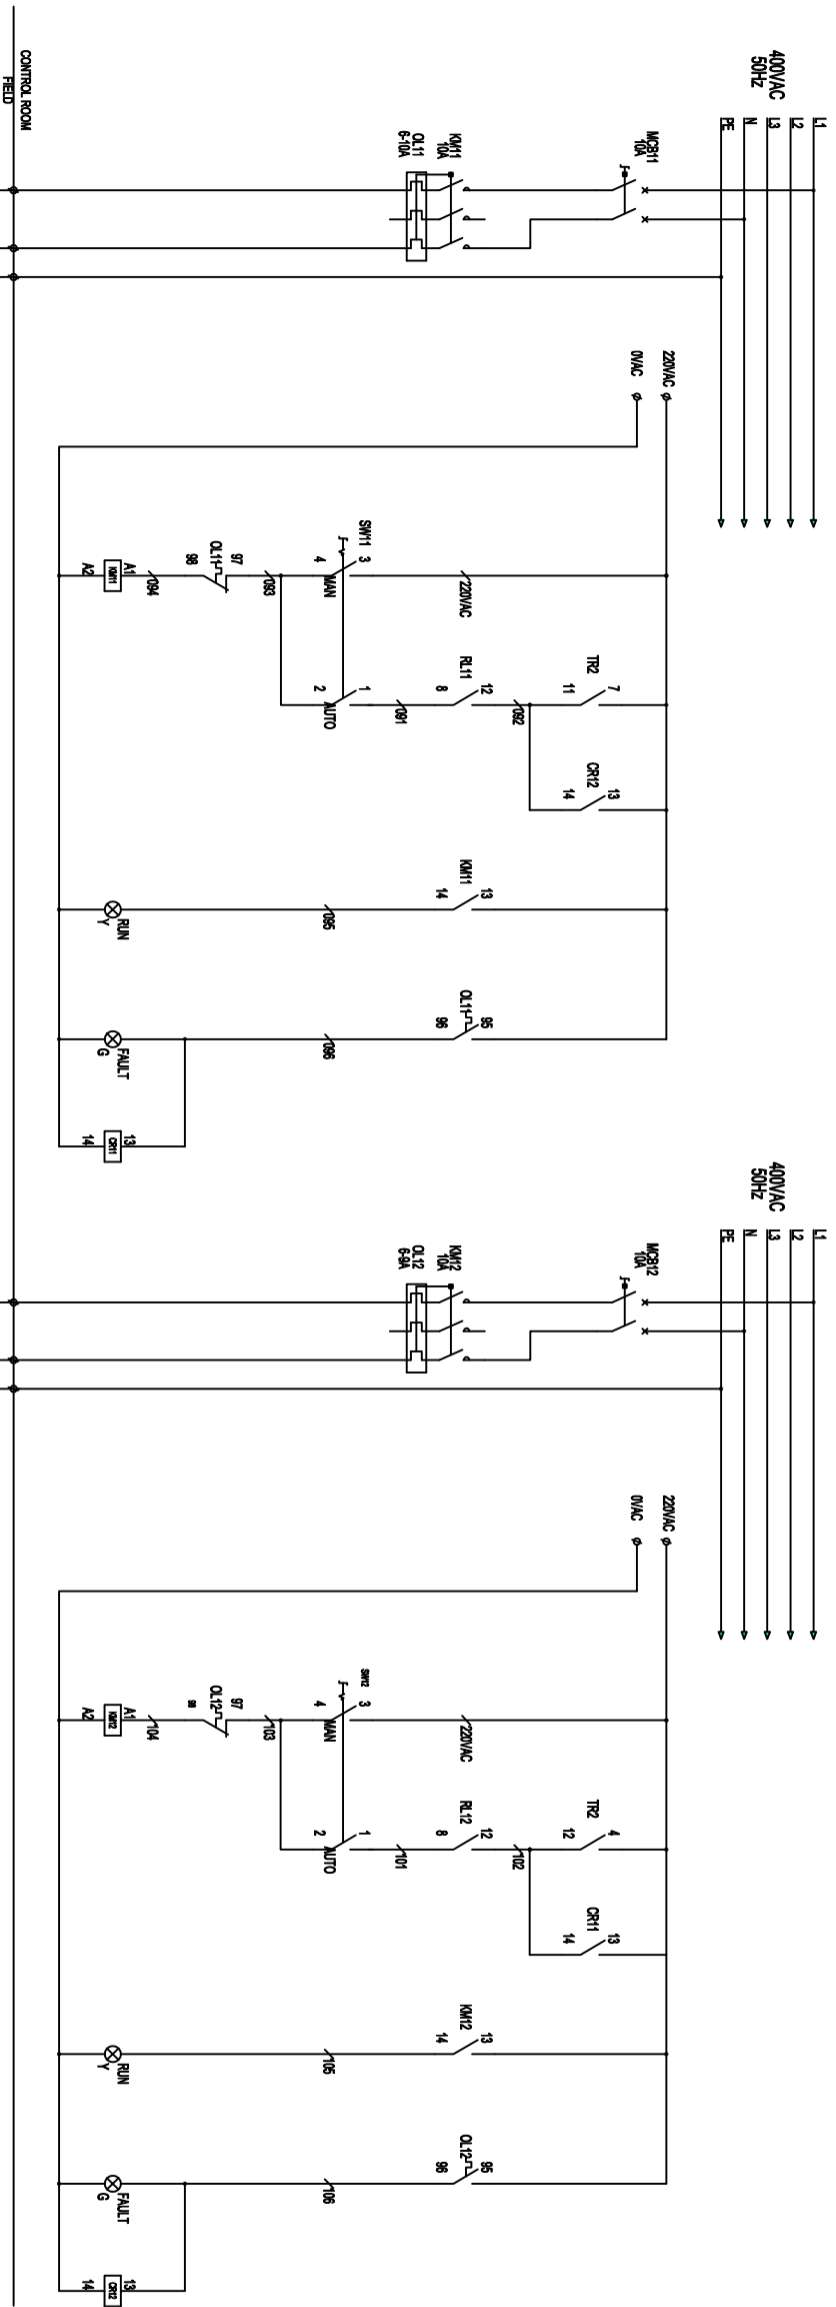 400VAC
50Hz
L1
L2
L3
N
PE
MCB11
10A
KM11
10A
OL11
6-10A
CONTROL ROOM
FIELD
220VAC
0VAC
SW11
3
4
MAN
220VAC
093
97
OL11
98
094
A1
KM11
A2
TR2
7
11
092
RL11
12
8
091
1
2
AUTO
CR12
13
14
KM11
13
14
095
RUN
Y
OL11
95
96
096
FAULT
G
13
CR11
14
400VAC
50Hz
L1
L2
L3
N
PE
MCB12
10A
KM12
10A
OL12
6-9A
220VAC
0VAC
SW12
3
4
MAN
220VAC
103
97
OL12
98
104
A1
KM12
A2
TR2
4
12
102
RL12
12
8
101
1
2
AUTO
CR11
13
14
KM12
13
14
105
RUN
Y
OL12
95
96
106
FAULT
G
13
CR12
14